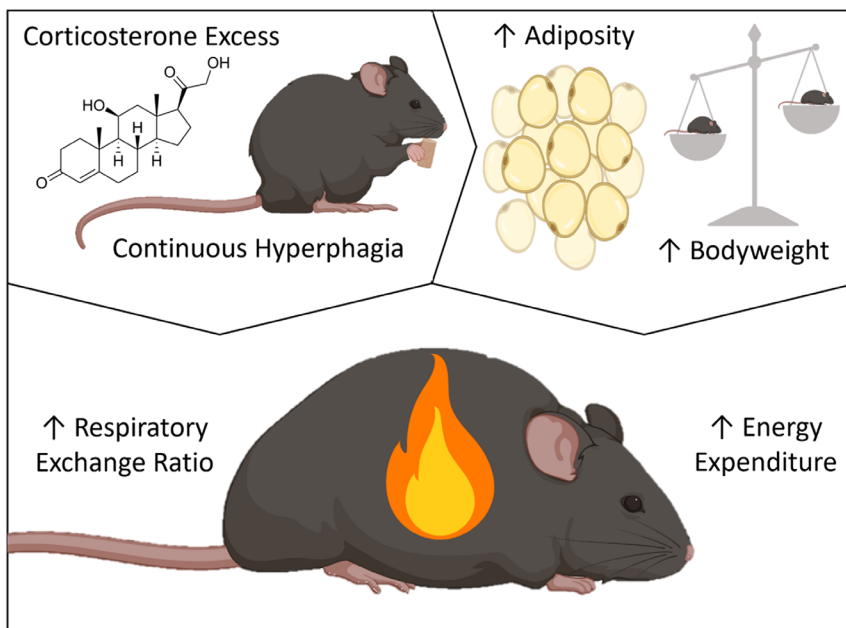 Corticosterone Excess
OH
O
HO
H
H
H
O
Continuous Hyperphagia
↑ Adiposity
↑ Bodyweight
↑ Respiratory
Exchange Ratio
↑ Energy
Expenditure